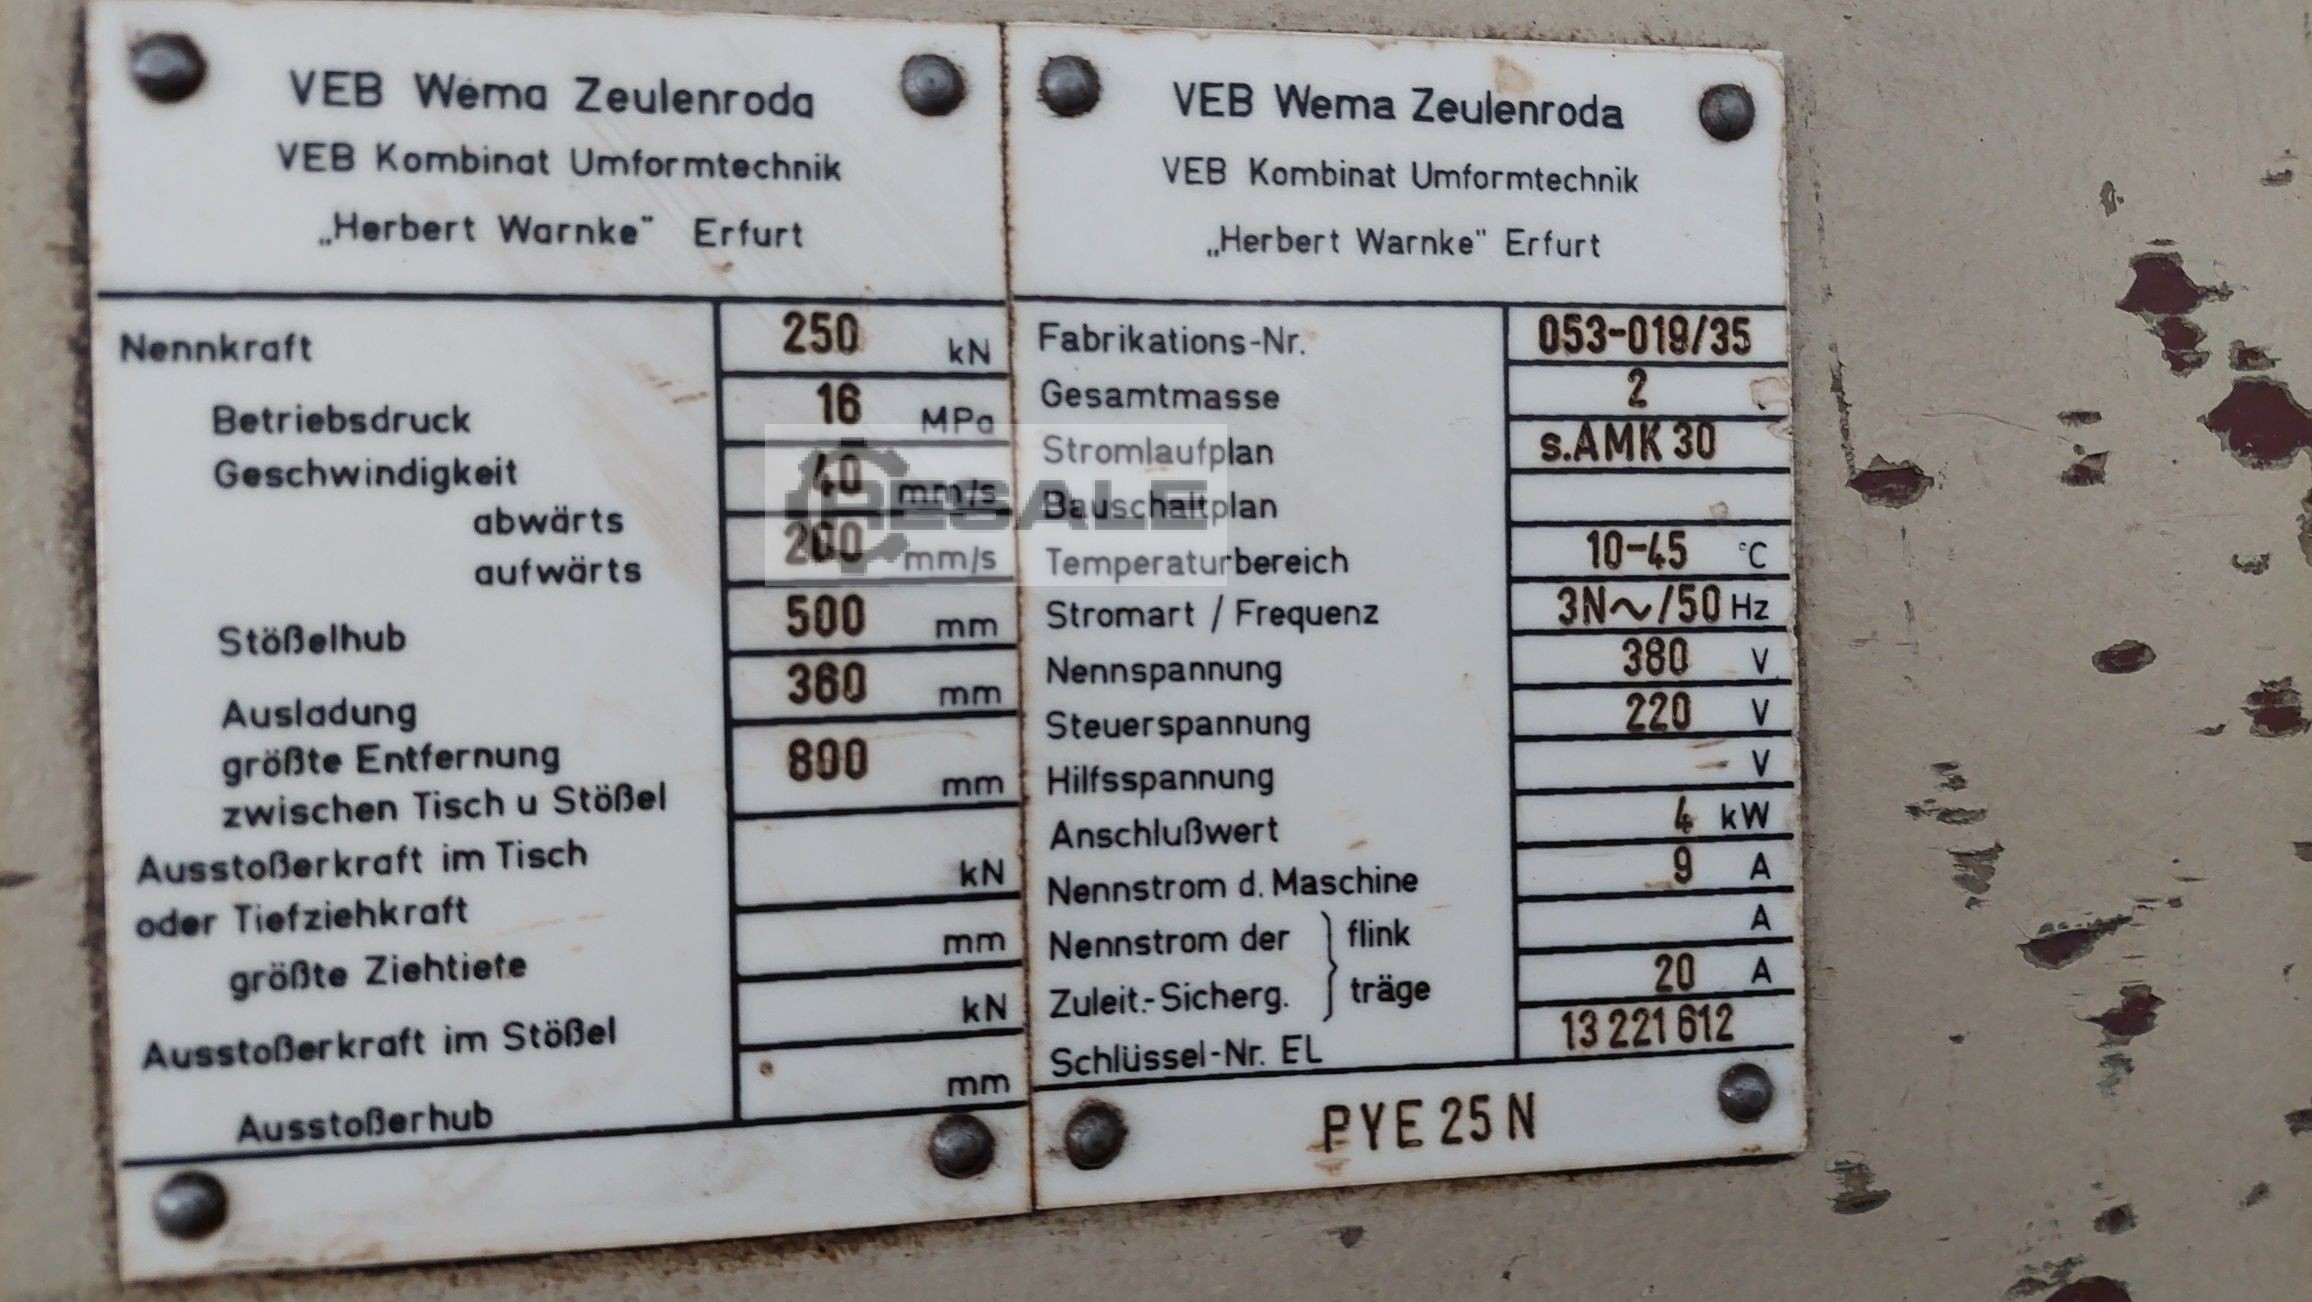 VEB Wema Zeulenroda
VEB Kombinat Umformtechnik
„Herbert Warnke" Erfurt
Nennkraft 250 kN
Betriebsdruck 16 MPa
Geschwindigkeit
abwärts 40 mm/s
aufwärts 200 mm/s
Stößelhub 500 mm
Ausladung 360 mm
größte Entfernung
zwischen Tisch u Stößel 800 mm
Ausstoßerkraft im Tisch
oder Tiefziehkraft kN
größte Ziehtiefe mm
Ausstoßerkraft im Stößel kN
Ausstoßerhub mm
VEB Wema Zeulenroda
VEB Kombinat Umformtechnik
„Herbert Warnke" Erfurt
Fabrikations-Nr. 053-019/35
Gesamtmasse 2
Stromlaufplan s.AMK 30
Bauschaltplan
Temperaturbereich 10-45 °C
Stromart / Frequenz 3N~/50 Hz
Nennspannung 380 V
Steuerspannung 220 V
Hilfsspannung V
Anschlußwert 4 kW
Nennstrom d. Maschine 9 A
Nennstrom der } flink A
Zuleit.-Sicherg. } träge 20 A
Schlüssel-Nr. EL 13 221 612
PYE 25 N
RESALE